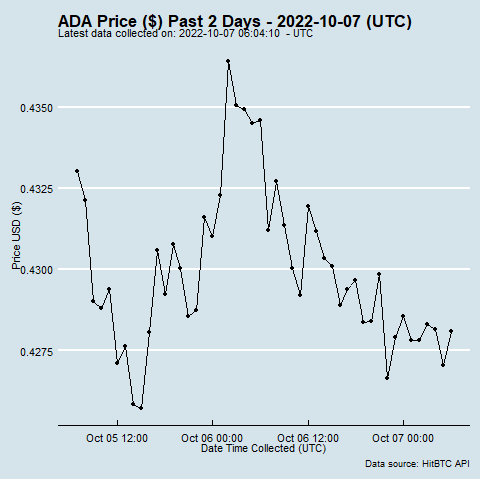 ADA Price ($) Past 2 Days - 2022-10-07 (UTC)
Latest data collected on: 2022-10-07 06:04:10  - UTC
Price USD ($)
0.4350
0.4325
0.4300
0.4275
Oct 05 12:00
Oct 06 00:00
Oct 06 12:00
Oct 07 00:00
Date Time Collected (UTC)
Data source: HitBTC API